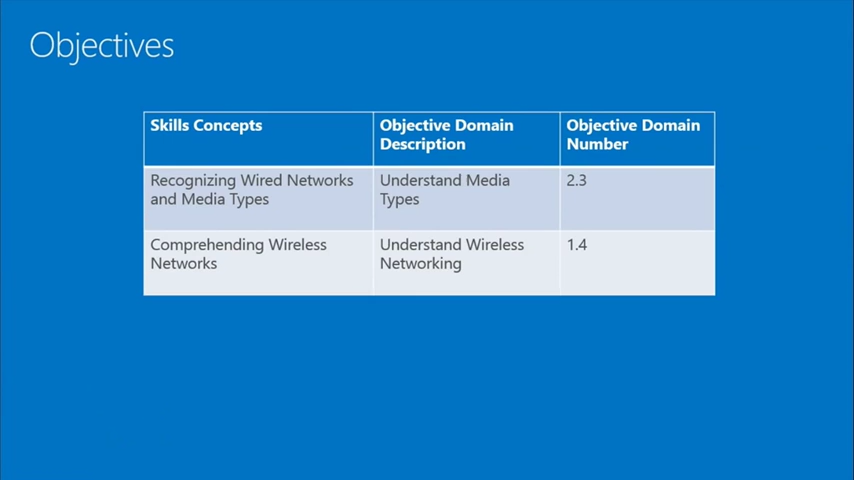 Objectives
Skills Concepts
Objective Domain
Description
Objective Domain
Number
Recognizing Wired Networks
and Media Types
Understand Media
Types
2.3
Comprehending Wireless
Networks
Understand Wireless
Networking
1.4